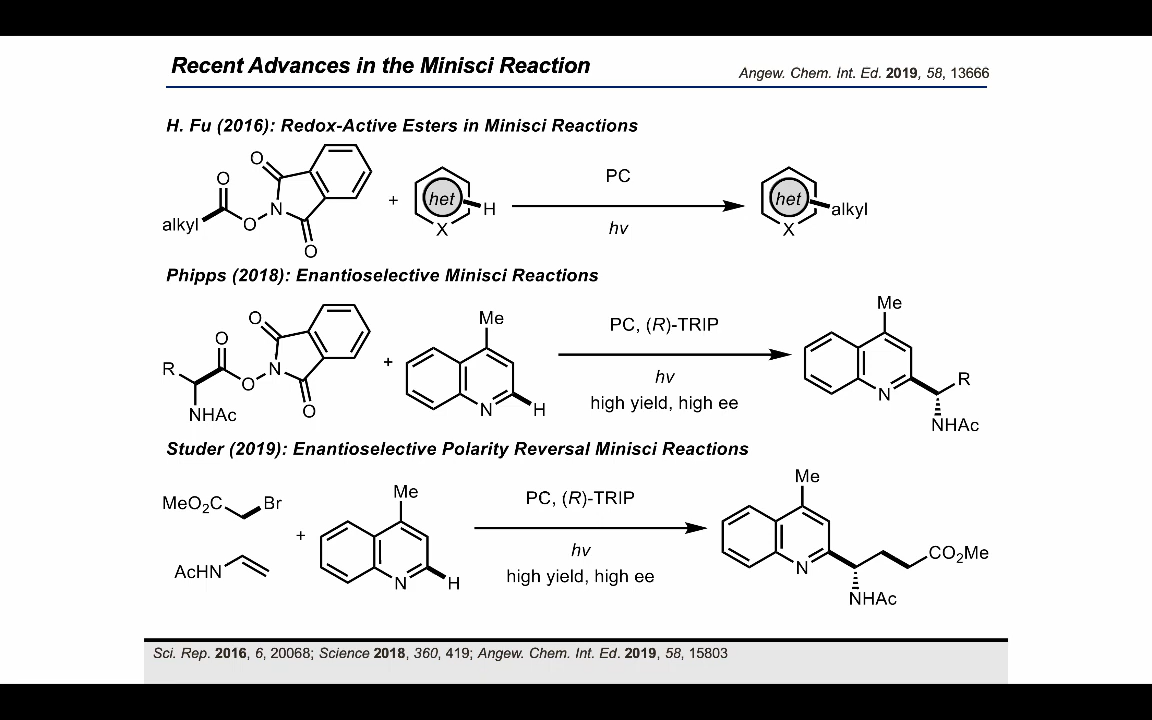 Recent Advances in the Minisci Reaction
Angew. Chem. Int. Ed. 2019, 58, 13666
H. Fu (2016): Redox-Active Esters in Minisci Reactions
O
O
alkyl
O
N
O
+
het
H
X
PC
hν
het
alkyl
X
Phipps (2018): Enantioselective Minisci Reactions
O
O
R
O
N
NHAc
O
+
Me
N
H
PC, (R)-TRIP
hν
high yield, high ee
Me
N
R
NHAc
Studer (2019): Enantioselective Polarity Reversal Minisci Reactions
MeO₂C
Br
AcHN
+
Me
N
H
PC, (R)-TRIP
hν
high yield, high ee
Me
N
CO₂Me
NHAc
Sci. Rep. 2016, 6, 20068; Science 2018, 360, 419; Angew. Chem. Int. Ed. 2019, 58, 15803